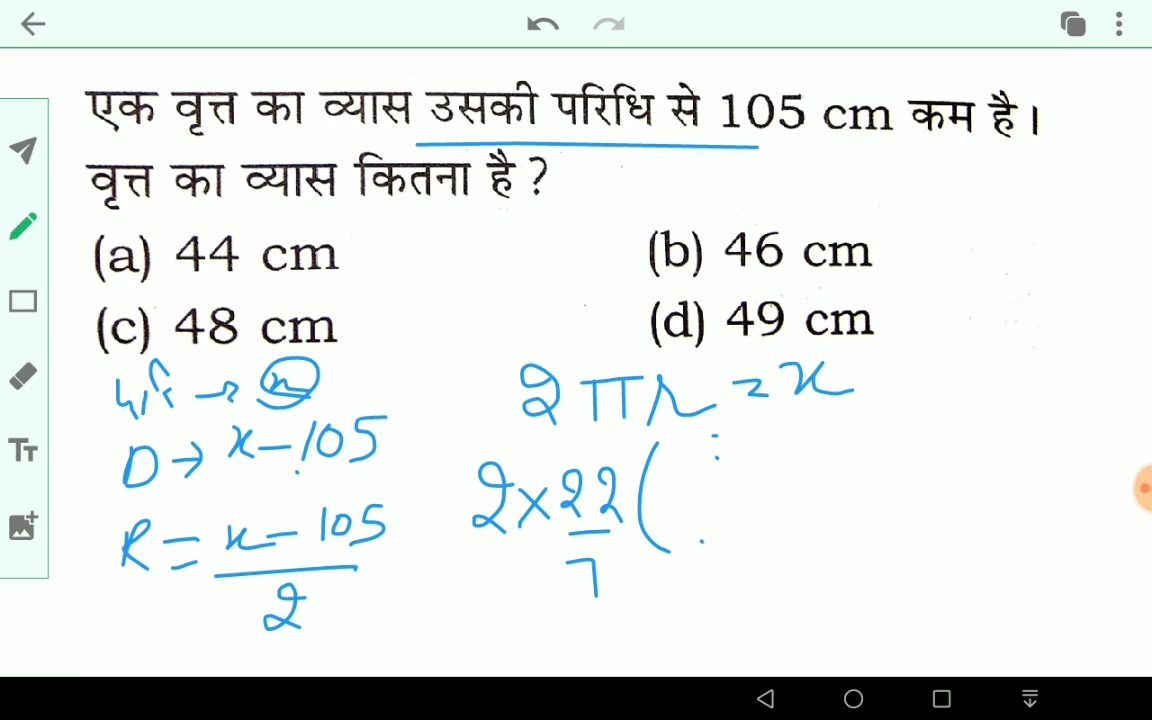 एक वृत्त का व्यास उसकी परिधि से 105 cm कम है।
वृत्त का व्यास कितना है ?
(a) 44 cm (b) 46 cm
(c) 48 cm (d) 49 cm
→ x
D → x - 105
R = x - 105 / 2
2πr = x
2 × 22/7 (
Tт